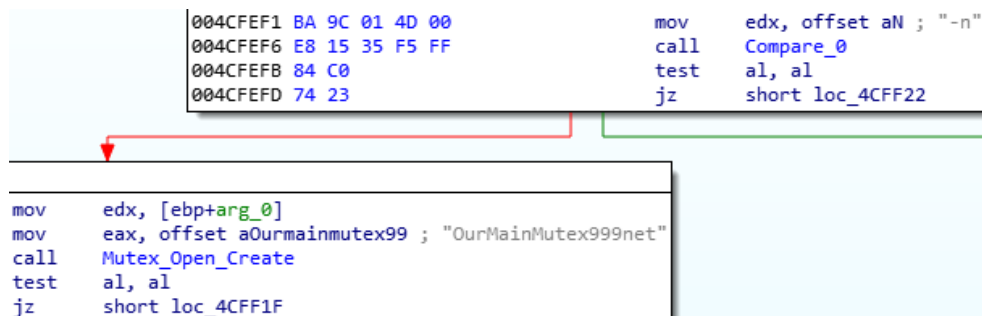 004CFEF1 BA 9C 01 4D 00 mov edx, offset aN ; "-n"
004CFEF6 E8 15 35 F5 FF call Compare_0
004CFEFB 84 C0 test al, al
004CFEFD 74 23 jz short loc_4CFF22
mov edx, [ebp+arg_0]
mov eax, offset aOurmainmutex99 ; "OurMainMutex999net"
call Mutex_Open_Create
test al, al
jz short loc_4CFF1F